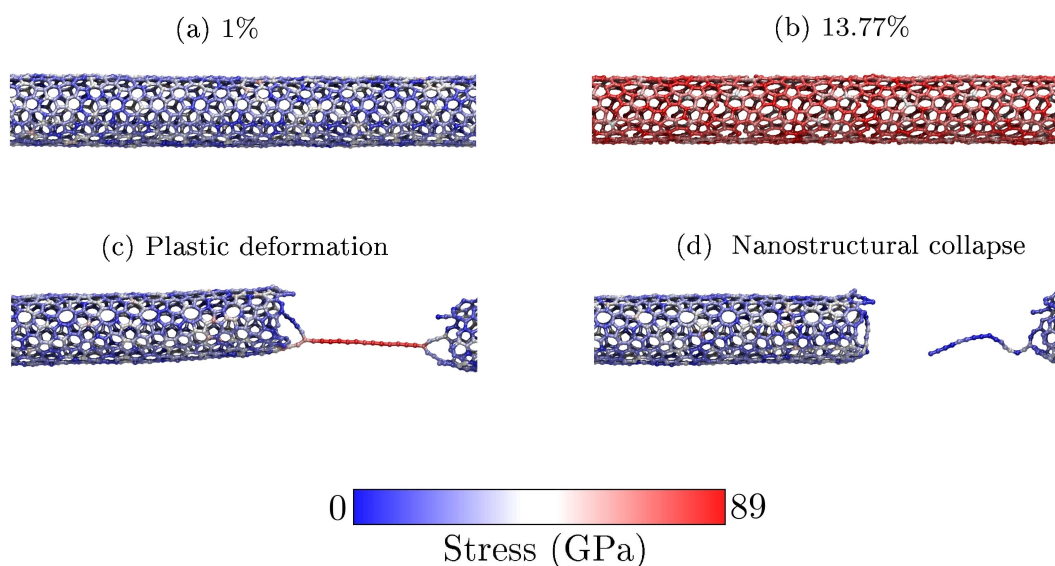 (a) 1%
(b) 13.77%
(c) Plastic deformation
(d) Nanostructural collapse
0
89
Stress (GPa)